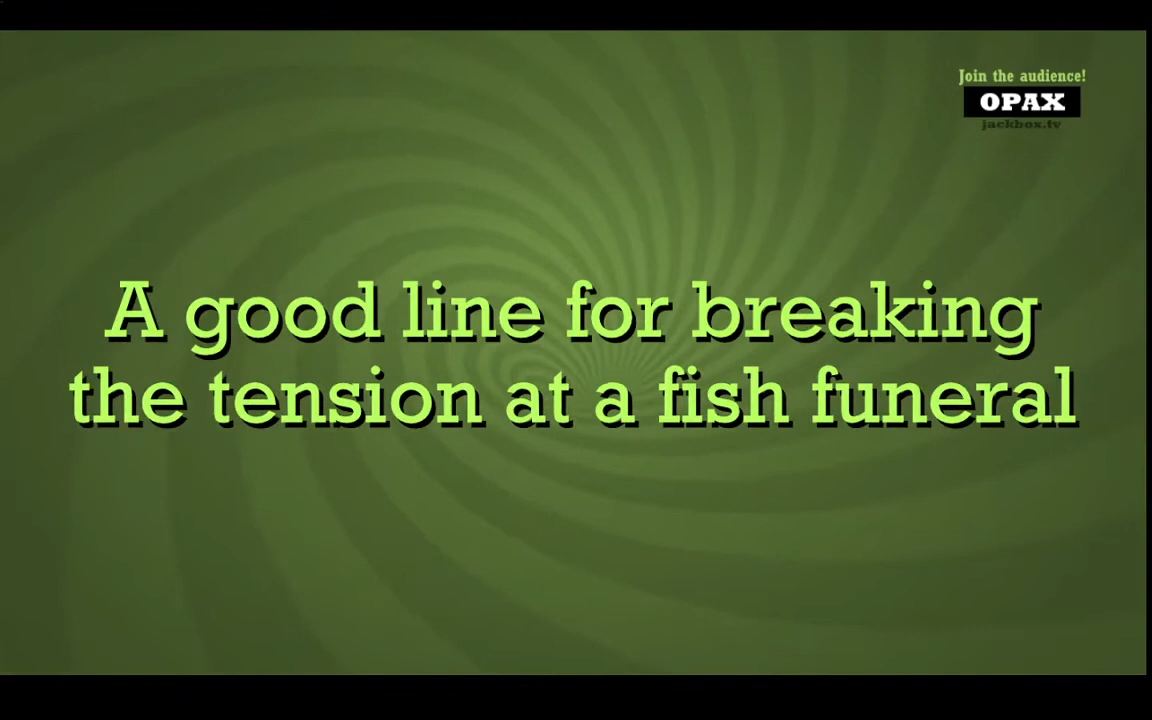 Join the audience!
OPAX
jackbox.tv
A good line for breaking
the tension at a fish funeral